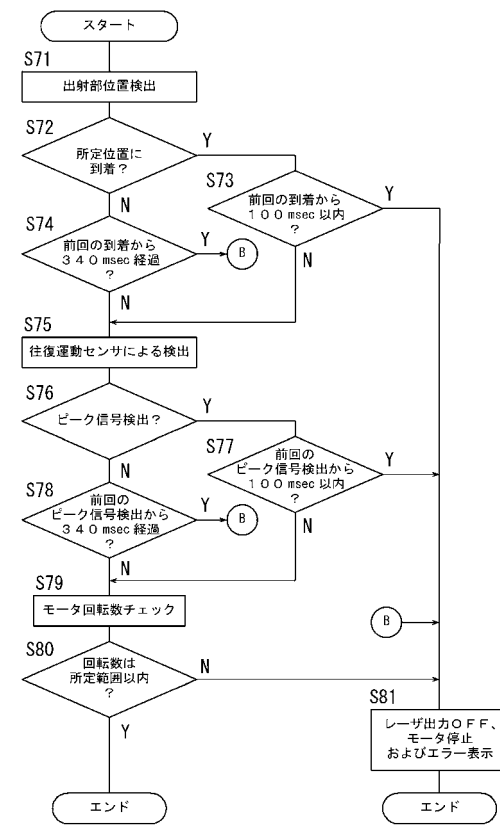 スタート
S71
出射部位置検出
S72
所定位置に
到着？
Y
N
S73
前回の到着から
１００msec以内
？
Y
N
S74
前回の到着から
３４０msec経過
？
Y
B
N
S75
往復運動センサによる検出
S76
ピーク信号検出？
Y
N
S77
前回の
ピーク信号検出から
１００msec以内
？
Y
N
S78
前回の
ピーク信号検出から
３４０msec経過
？
Y
B
N
S79
モータ回転数チェック
B
S80
回転数は
所定範囲以内
？
N
Y
S81
レーザ出力ＯＦＦ、
モータ停止
およびエラー表示
エンド
エンド